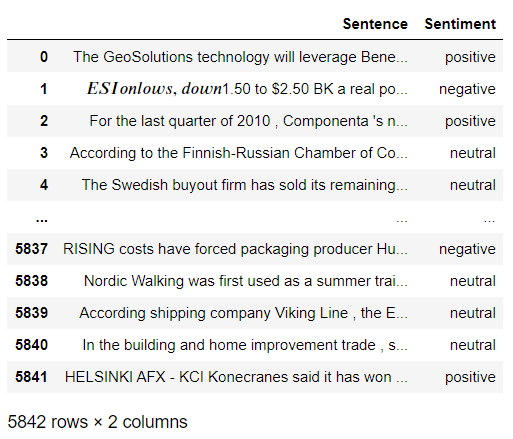 Sentence Sentiment
0 The GeoSolutions technology will leverage Bene... positive
1 ESIonlows, down1.50 to $2.50 BK a real po... negative
2 For the last quarter of 2010 , Componenta 's n... positive
3 According to the Finnish-Russian Chamber of Co... neutral
4 The Swedish buyout firm has sold its remaining... neutral
... ... ...
5837 RISING costs have forced packaging producer Hu... negative
5838 Nordic Walking was first used as a summer trai... neutral
5839 According shipping company Viking Line , the E... neutral
5840 In the building and home improvement trade , s... neutral
5841 HELSINKI AFX - KCI Konecranes said it has won ... positive
5842 rows × 2 columns